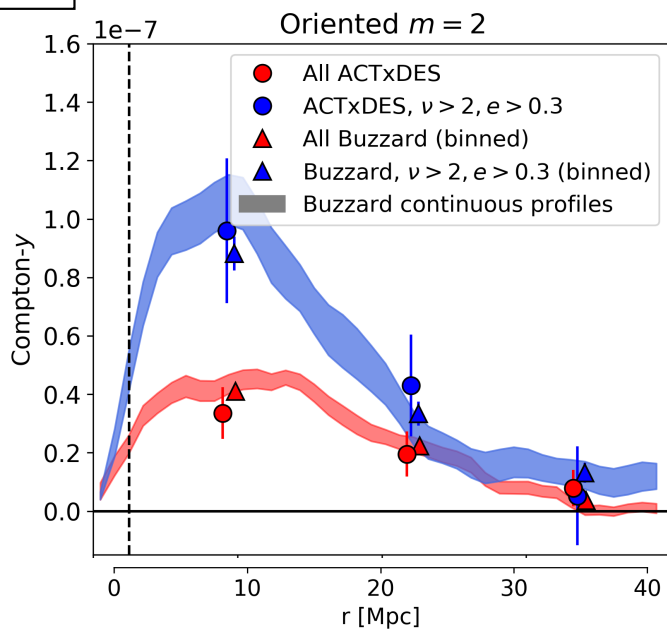 1e−7
Oriented m = 2
1.6
1.4
1.2
1.0
0.8
0.6
0.4
0.2
0.0
Compton-y
All ACTxDES
ACTxDES, ν > 2, e > 0.3
All Buzzard (binned)
Buzzard, ν > 2, e > 0.3 (binned)
Buzzard continuous profiles
0 10 20 30 40
r [Mpc]